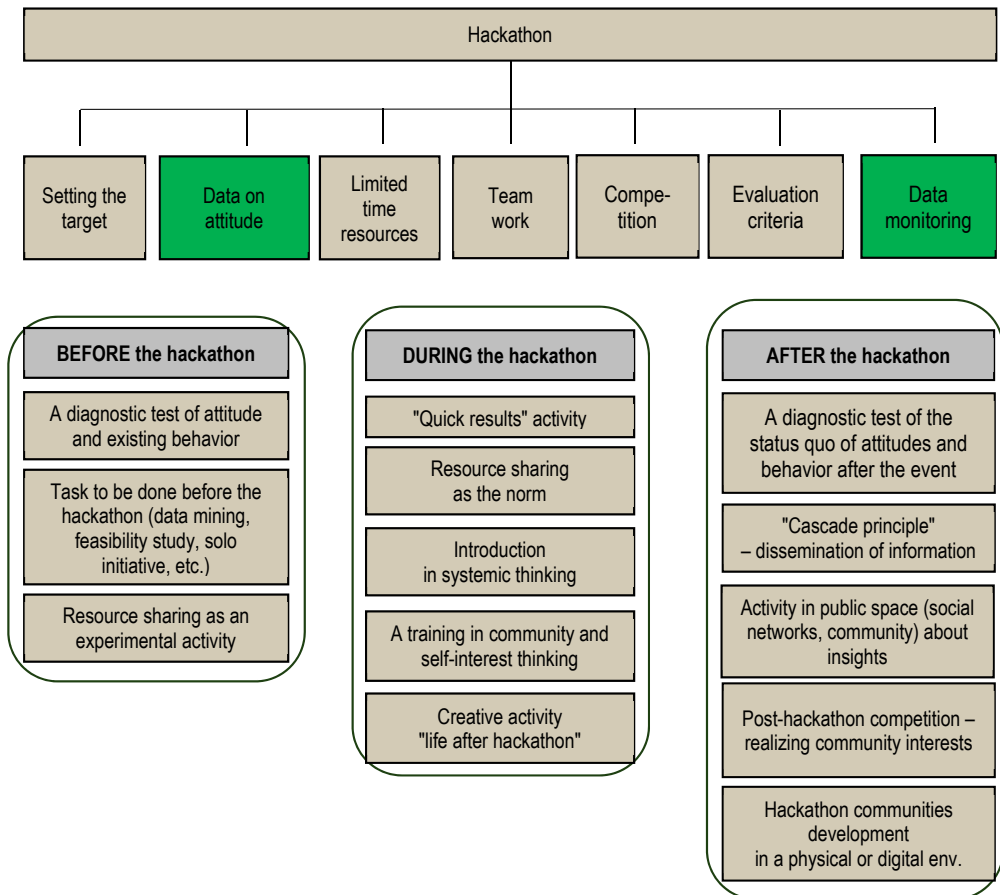 Hackathon
Setting the
target
Data on
attitude
Limited
time
resources
Team
work
Compe-
tition
Evaluation
criteria
Data
monitoring
BEFORE the hackathon
A diagnostic test of attitude
and existing behavior
Task to be done before the
hackathon (data mining,
feasibility study, solo
initiative, etc.)
Resource sharing as an
experimental activity
DURING the hackathon
"Quick results" activity
Resource sharing
as the norm
Introduction
in systemic thinking
A training in community and
self-interest thinking
Creative activity
"life after hackathon"
AFTER the hackathon
A diagnostic test of the
status quo of attitudes and
behavior after the event
"Cascade principle"
– dissemination of information
Activity in public space (social
networks, community) about
insights
Post-hackathon competition –
realizing community interests
Hackathon communities
development
in a physical or digital env.